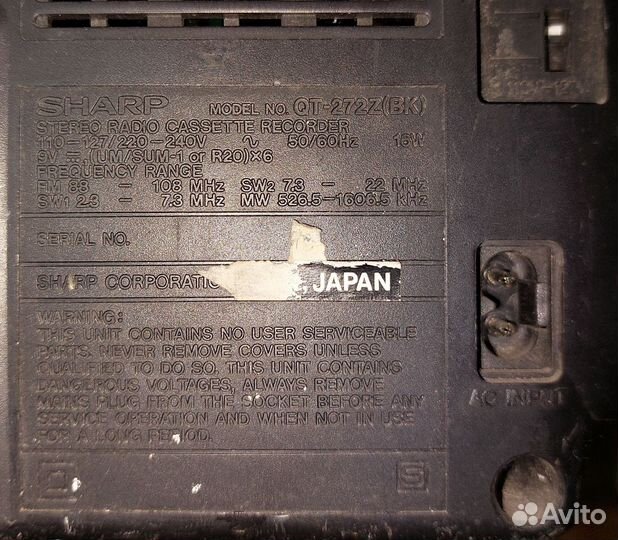 SHARP MODEL NO. QT-272Z(BK)
STEREO RADIO CASSETTE RECORDER
110-127/220-240V ∿ 50/60Hz 15W
9V ⎓ (UM/SUM-1 or R20)×6
FREQUENCY RANGE
FM 88 - 108 MHz SW2 7.3 - 22 MHz
SW1 2.3 - 7.3 MHz MW 526.5-1606.5 kHz
SERIAL NO.
SHARP CORPORATIO JAPAN
WARNING:
THIS UNIT CONTAINS NO USER SERVICEABLE
PARTS. NEVER REMOVE COVERS UNLESS
QUALIFIED TO DO SO. THIS UNIT CONTAINS
DANGEROUS VOLTAGES, ALWAYS REMOVE
MAINS PLUG FROM THE SOCKET BEFORE ANY
SERVICE OPERATION AND WHEN NOT IN USE
FOR A LONG PERIOD.
S
AC INPUT
Avito